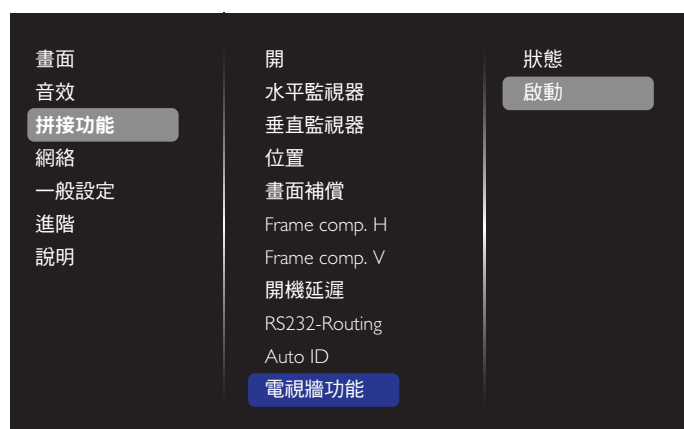 畫面
音效
拼接功能
網絡
一般設定
進階
說明
開
水平監視器
垂直監視器
位置
畫面補償
Frame comp. H
Frame comp. V
開機延遲
RS232-Routing
Auto ID
電視牆功能
狀態
啟動